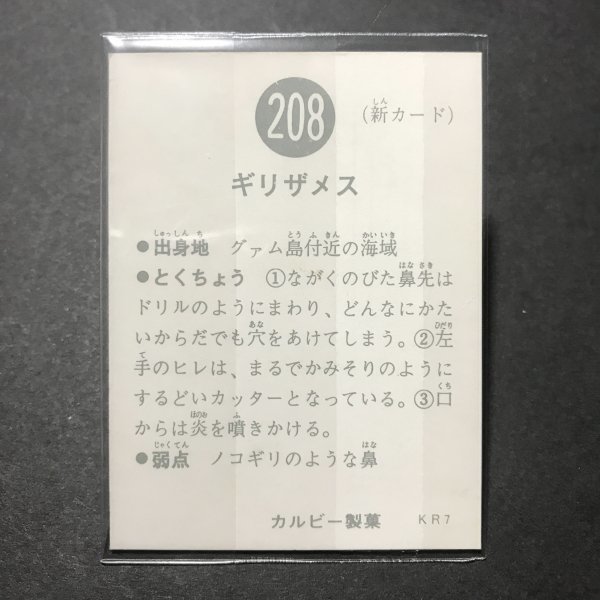 208
(新カード)
ギリザメス
●出身地 グァム島付近の海域
●とくちょう ①ながくのびた鼻先は
ドリルのようにまわり、どんなにかた
いからだでも穴をあけてしまう。②左
手のヒレは、まるでかみそりのように
するどいカッターとなっている。③口
からは炎を噴きかける。
●弱点 ノコギリのような鼻
カルビー製菓 KR7